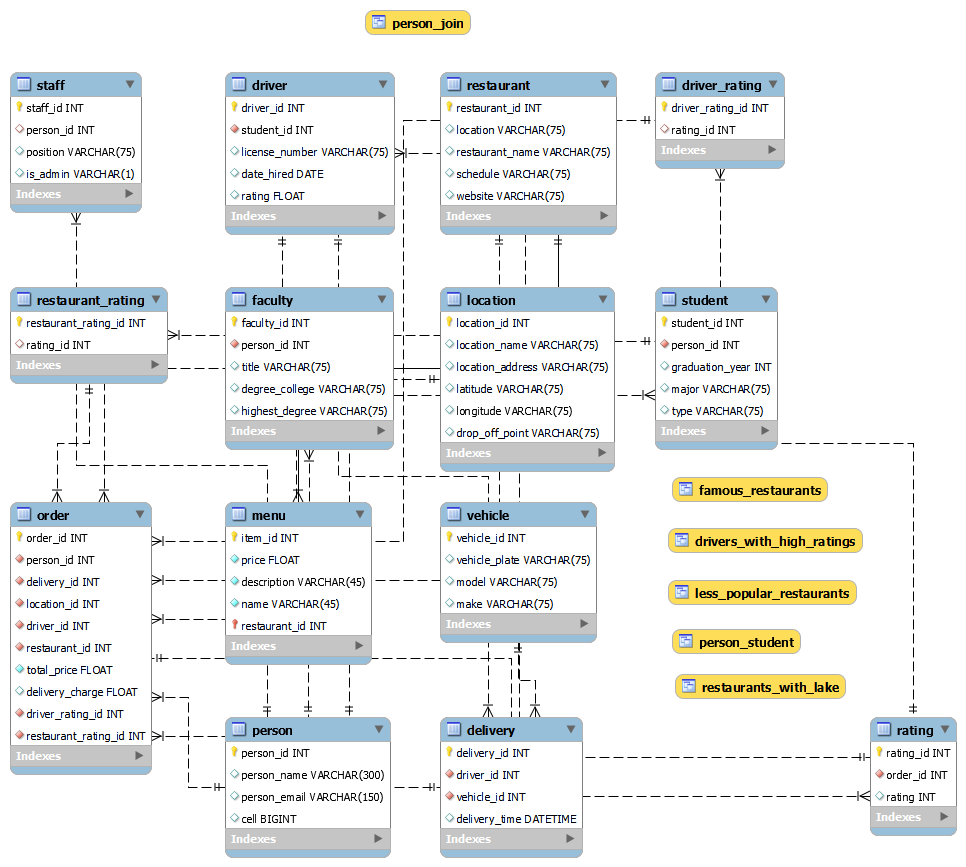 person_join
staff
staff_id INT
person_id INT
position VARCHAR(75)
is_admin VARCHAR(1)
Indexes
driver
driver_id INT
student_id INT
license_number VARCHAR(75)
date_hired DATE
rating FLOAT
Indexes
restaurant
restaurant_id INT
location VARCHAR(75)
restaurant_name VARCHAR(75)
schedule VARCHAR(75)
website VARCHAR(75)
Indexes
driver_rating
driver_rating_id INT
rating_id INT
Indexes
restaurant_rating
restaurant_rating_id INT
rating_id INT
Indexes
faculty
faculty_id INT
person_id INT
title VARCHAR(75)
degree_college VARCHAR(75)
highest_degree VARCHAR(75)
Indexes
location
location_id INT
location_name VARCHAR(75)
location_address VARCHAR(75)
latitude VARCHAR(75)
longitude VARCHAR(75)
drop_off_point VARCHAR(75)
Indexes
student
student_id INT
person_id INT
graduation_year INT
major VARCHAR(75)
type VARCHAR(75)
Indexes
order
order_id INT
person_id INT
delivery_id INT
location_id INT
driver_id INT
restaurant_id INT
total_price FLOAT
delivery_charge FLOAT
driver_rating_id INT
restaurant_rating_id INT
Indexes
menu
item_id INT
price FLOAT
description VARCHAR(45)
name VARCHAR(45)
restaurant_id INT
Indexes
vehicle
vehicle_id INT
vehicle_plate VARCHAR(75)
model VARCHAR(75)
make VARCHAR(75)
Indexes
famous_restaurants
drivers_with_high_ratings
less_popular_restaurants
person_student
restaurants_with_lake
person
person_id INT
person_name VARCHAR(300)
person_email VARCHAR(150)
cell BIGINT
Indexes
delivery
delivery_id INT
driver_id INT
vehicle_id INT
delivery_time DATETIME
Indexes
rating
rating_id INT
order_id INT
rating INT
Indexes